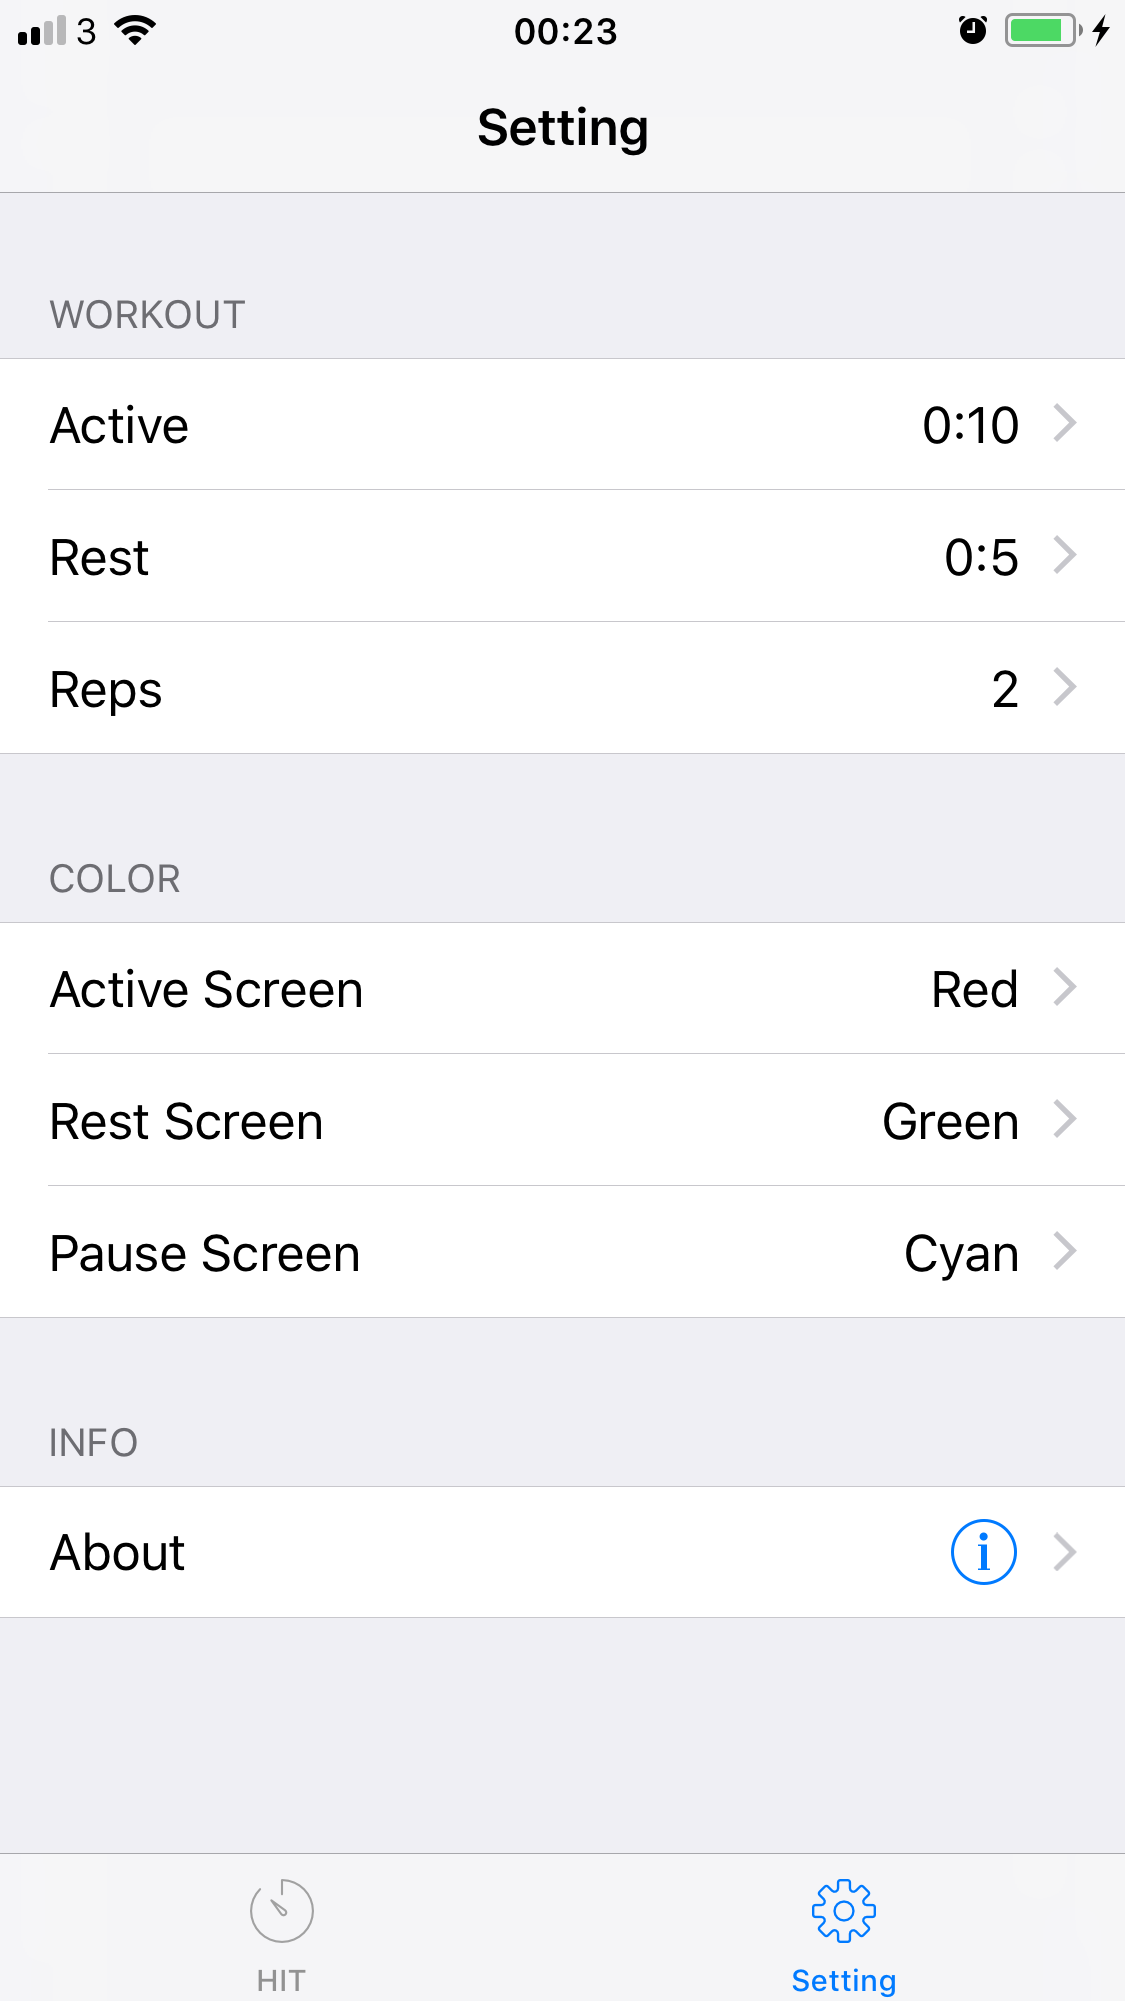 3 00:23
Setting
WORKOUT
Active 0:10
Rest 0:5
Reps 2
COLOR
Active Screen Red
Rest Screen Green
Pause Screen Cyan
INFO
About i
HIT Setting